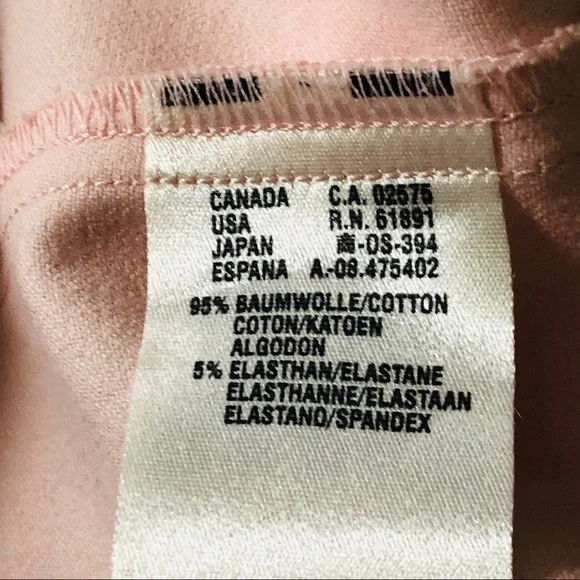 CANADA C.A. 02575
USA R.N. 61891
JAPAN 商-OS-394
ESPANA A-08.475402
95% BAUMWOLLE/COTTON
COTON/KATOEN
ALGODON
5% ELASTHAN/ELASTANE
ELASTHANNE/ELASTAAN
ELASTANO/SPANDEX